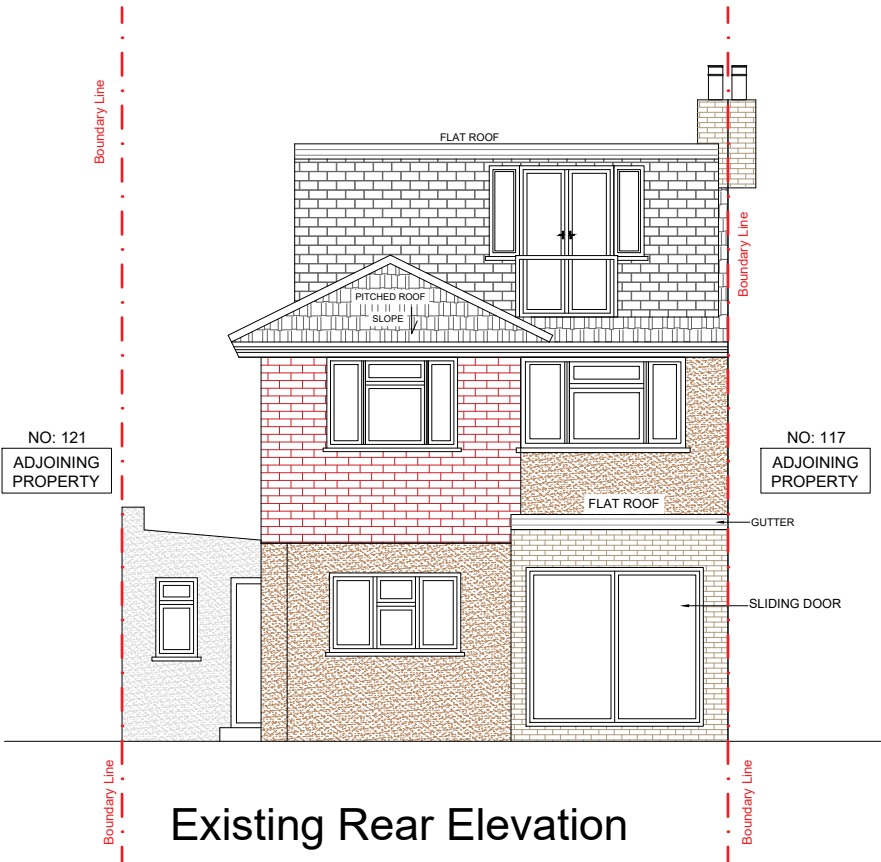 Boundary Line
FLAT ROOF
Boundary Line
PITCHED ROOF
SLOPE
NO: 121
ADJOINING
PROPERTY
NO: 117
ADJOINING
PROPERTY
FLAT ROOF
GUTTER
SLIDING DOOR
Boundary Line
Boundary Line
Existing Rear Elevation